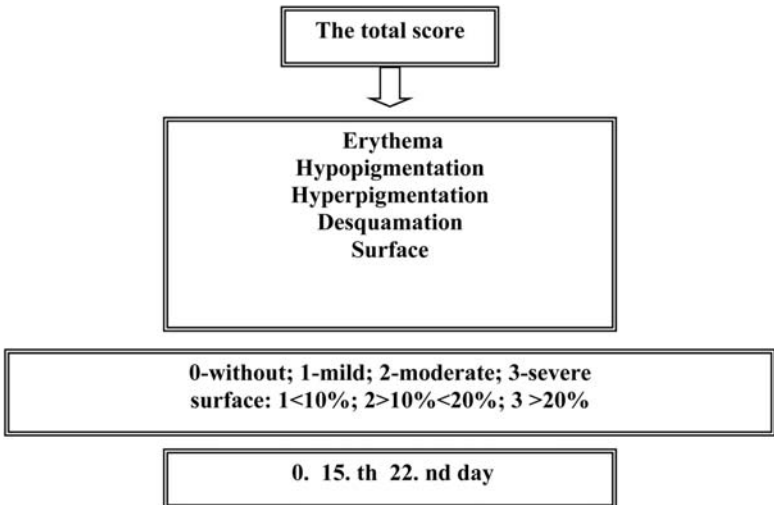 The total score
Erythema
Hypopigmentation
Hyperpigmentation
Desquamation
Surface
0-without; 1-mild; 2-moderate; 3-severe
surface: 1<10%; 2>10%<20%; 3 >20%
0. 15. th 22. nd day